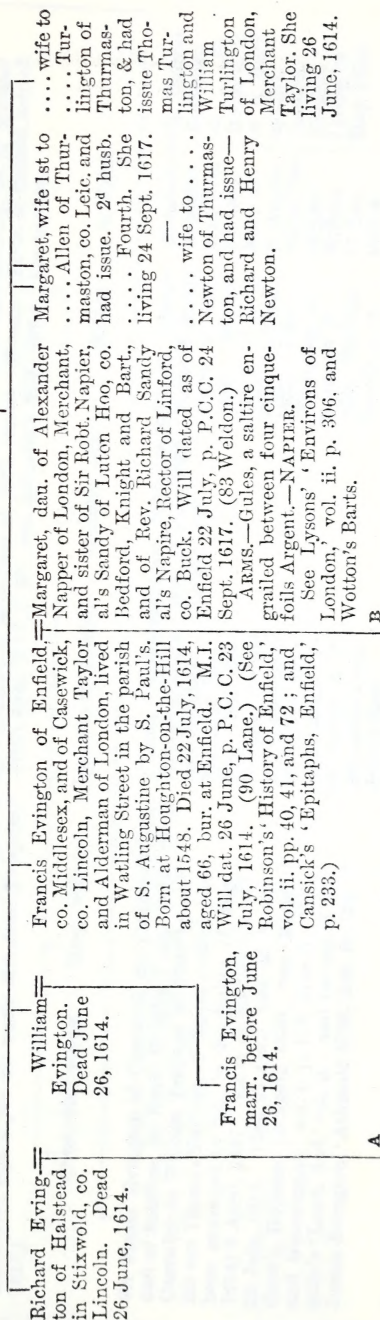 Richard Eving-
ton of Halstead
in Stixwold, co.
Lincoln. Dead
26 June, 1614.
A
William
Evington.
Dead June
26, 1614.
Francis Evington,
marr. before June
26, 1614.
Francis Evington of Enfield,
co. Middlesex, and of Casewick,
co. Lincoln, Merchant Taylor
and Alderman of London, lived
in Watling Street in the parish
of S. Augustine by S. Paul's.
Born at Houghton-on-the-Hill
about 1548. Died 22 July, 1614,
aged 66, bur. at Enfield. M.I.
Will dat. 26 June, p. P. C. C. 23
July, 1614. (90 Lane.) (See
Robinson's ‘History of Enfield,’
vol. ii. pp. 40, 41, and 72; and
Cansick's ‘Epitaphs, Enfield,’
p. 233.)
Margaret, dau. of Alexander
Napper of London, Merchant,
and sister of Sir Robt. Napier,
al's Sandy of Luton Hoo, co.
Bedford, Knight and Bart.,
and of Rev. Richard Sandy
al's Napire, Rector of Linford,
co. Buck. Will dated as of
Enfield 22 July, p. P.C.C. 24
Sept. 1617. (83 Weldon.)
ARMS.—Gules, a saltire en-
grailed between four cinque-
foils Argent.—NAPIER.
See Lysons' ‘Environs of
London,’ vol. ii. p. 306, and
Wotton's Barts.
B
Margaret, wife 1st to
.... Allen of Thur-
maston, co. Leic. and
had issue. 2d husb.
.... Fourth. She
living 24 Sept. 1617.
—
.... wife to .....
Newton of Thurmas-
ton, and had issue—
Richard and Henry
Newton.
.... wife to
..... Tur-
lington of
Thurmas-
ton, & had
issue Tho-
mas Tur-
lington and
William
Turlington
of London,
Merchant
Taylor. She
living 26
June, 1614.